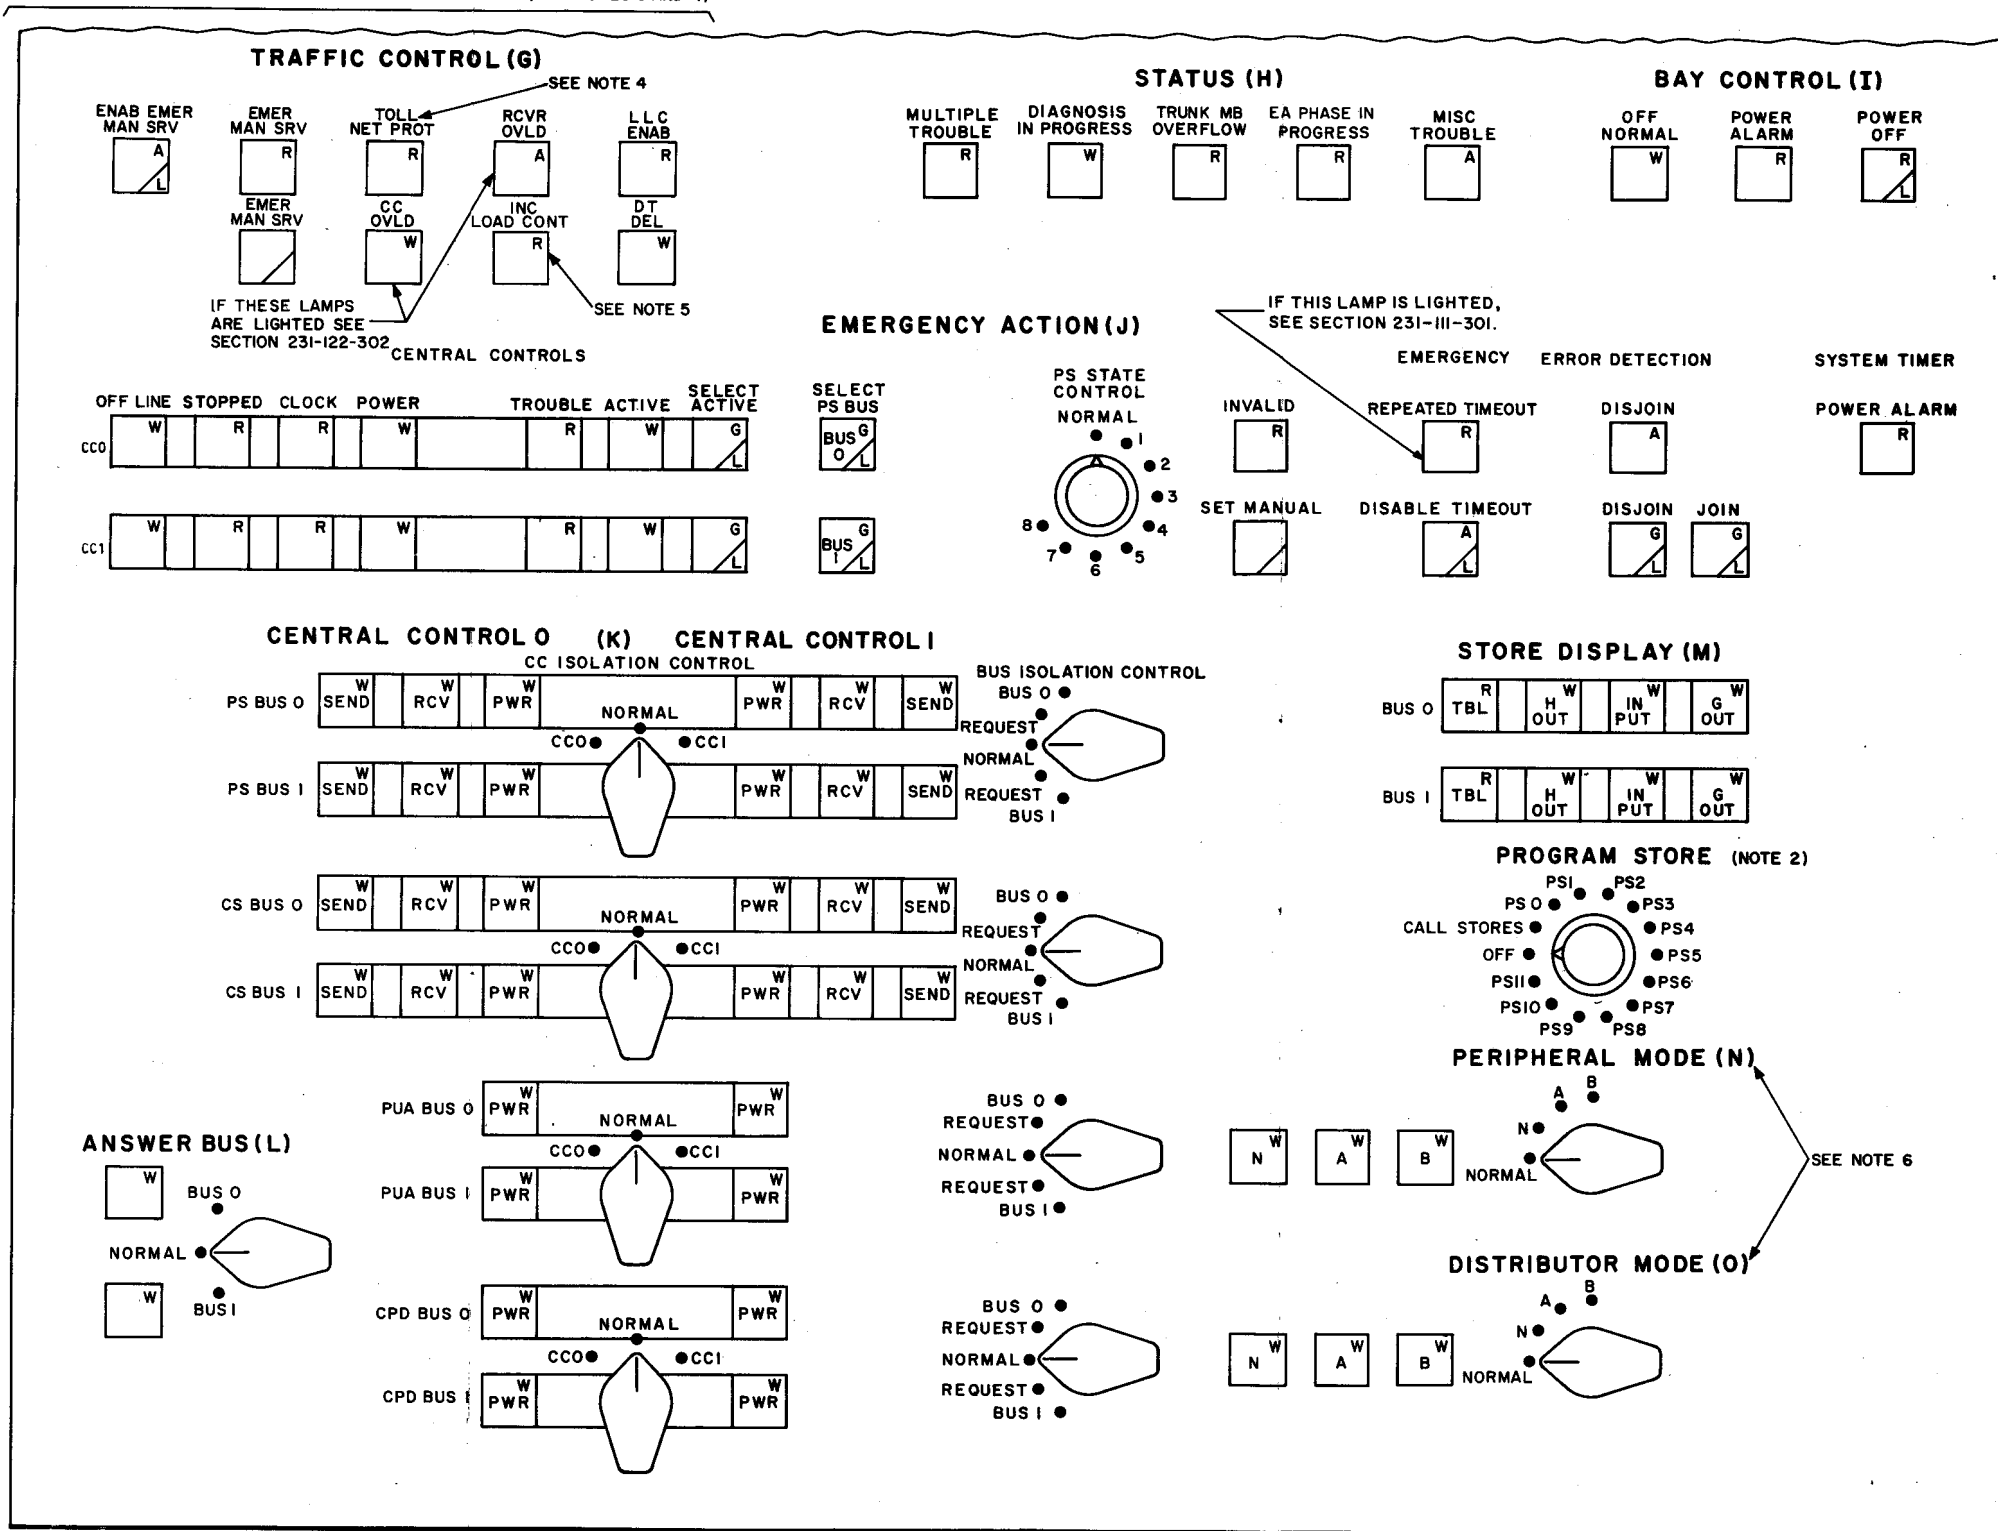 TRAFFIC CONTROL (G)
SEE NOTE 4
ENAB EMER
MAN SRV
A
L
EMER
MAN SRV
R
TOLL
NET PROT
R
RCVR
OVLD
A
LLC
ENAB
R
EMER
MAN SRV
CC
OVLD
W
INC
LOAD CONT
R
DT
DEL
W
IF THESE LAMPS
ARE LIGHTED SEE
SECTION 231-122-302
SEE NOTE 5
STATUS (H)
MULTIPLE
TROUBLE
R
DIAGNOSIS
IN PROGRESS
W
TRUNK MB
OVERFLOW
R
EA PHASE IN
PROGRESS
R
MISC
TROUBLE
A
BAY CONTROL (I)
OFF
NORMAL
W
POWER
ALARM
R
POWER
OFF
R
L
EMERGENCY ACTION (J)
IF THIS LAMP IS LIGHTED,
SEE SECTION 231-111-301.
CENTRAL CONTROLS
OFF LINE STOPPED CLOCK POWER TROUBLE ACTIVE SELECT ACTIVE
CC0 W R R W R W G L
CC1 W R R W R W G L
SELECT
PS BUS
BUS 0 G L
BUS 1 G L
PS STATE
CONTROL
NORMAL
1
2
3
4
5
6
7
8
INVALID
R
SET MANUAL
EMERGENCY
REPEATED TIMEOUT
R
DISABLE TIMEOUT
A
L
ERROR DETECTION
DISJOIN
A
DISJOIN
G
L
JOIN
G
L
SYSTEM TIMER
POWER ALARM
R
CENTRAL CONTROL 0 (K) CENTRAL CONTROL 1
CC ISOLATION CONTROL
BUS ISOLATION CONTROL
PS BUS 0 SEND W RCV W PWR W PWR W RCV W SEND W
NORMAL
CC0 CC1
PS BUS 1 SEND W RCV W PWR W PWR W RCV W SEND W
BUS 0
REQUEST
NORMAL
REQUEST
BUS 1
CS BUS 0 SEND W RCV W PWR W PWR W RCV W SEND W
NORMAL
CC0 CC1
CS BUS 1 SEND W RCV W PWR W PWR W RCV W SEND W
BUS 0
REQUEST
NORMAL
REQUEST
BUS 1
PUA BUS 0 PWR W PWR W
NORMAL
CC0 CC1
PUA BUS 1 PWR W PWR W
BUS 0
REQUEST
NORMAL
REQUEST
BUS 1
CPD BUS 0 PWR W PWR W
NORMAL
CC0 CC1
CPD BUS 1 PWR W PWR W
BUS 0
REQUEST
NORMAL
REQUEST
BUS 1
ANSWER BUS (L)
W
BUS 0
NORMAL
W
BUS 1
STORE DISPLAY (M)
BUS 0 TBL R H OUT W IN PUT W G OUT W
BUS 1 TBL R H OUT W IN PUT W G OUT W
PROGRAM STORE (NOTE 2)
OFF
CALL STORES
PS0
PS1
PS2
PS3
PS4
PS5
PS6
PS7
PS8
PS9
PS10
PS11
PERIPHERAL MODE (N)
N W
A W
B W
B
A
N
NORMAL
SEE NOTE 6
DISTRIBUTOR MODE (O)
N W
A W
B W
B
A
N
NORMAL